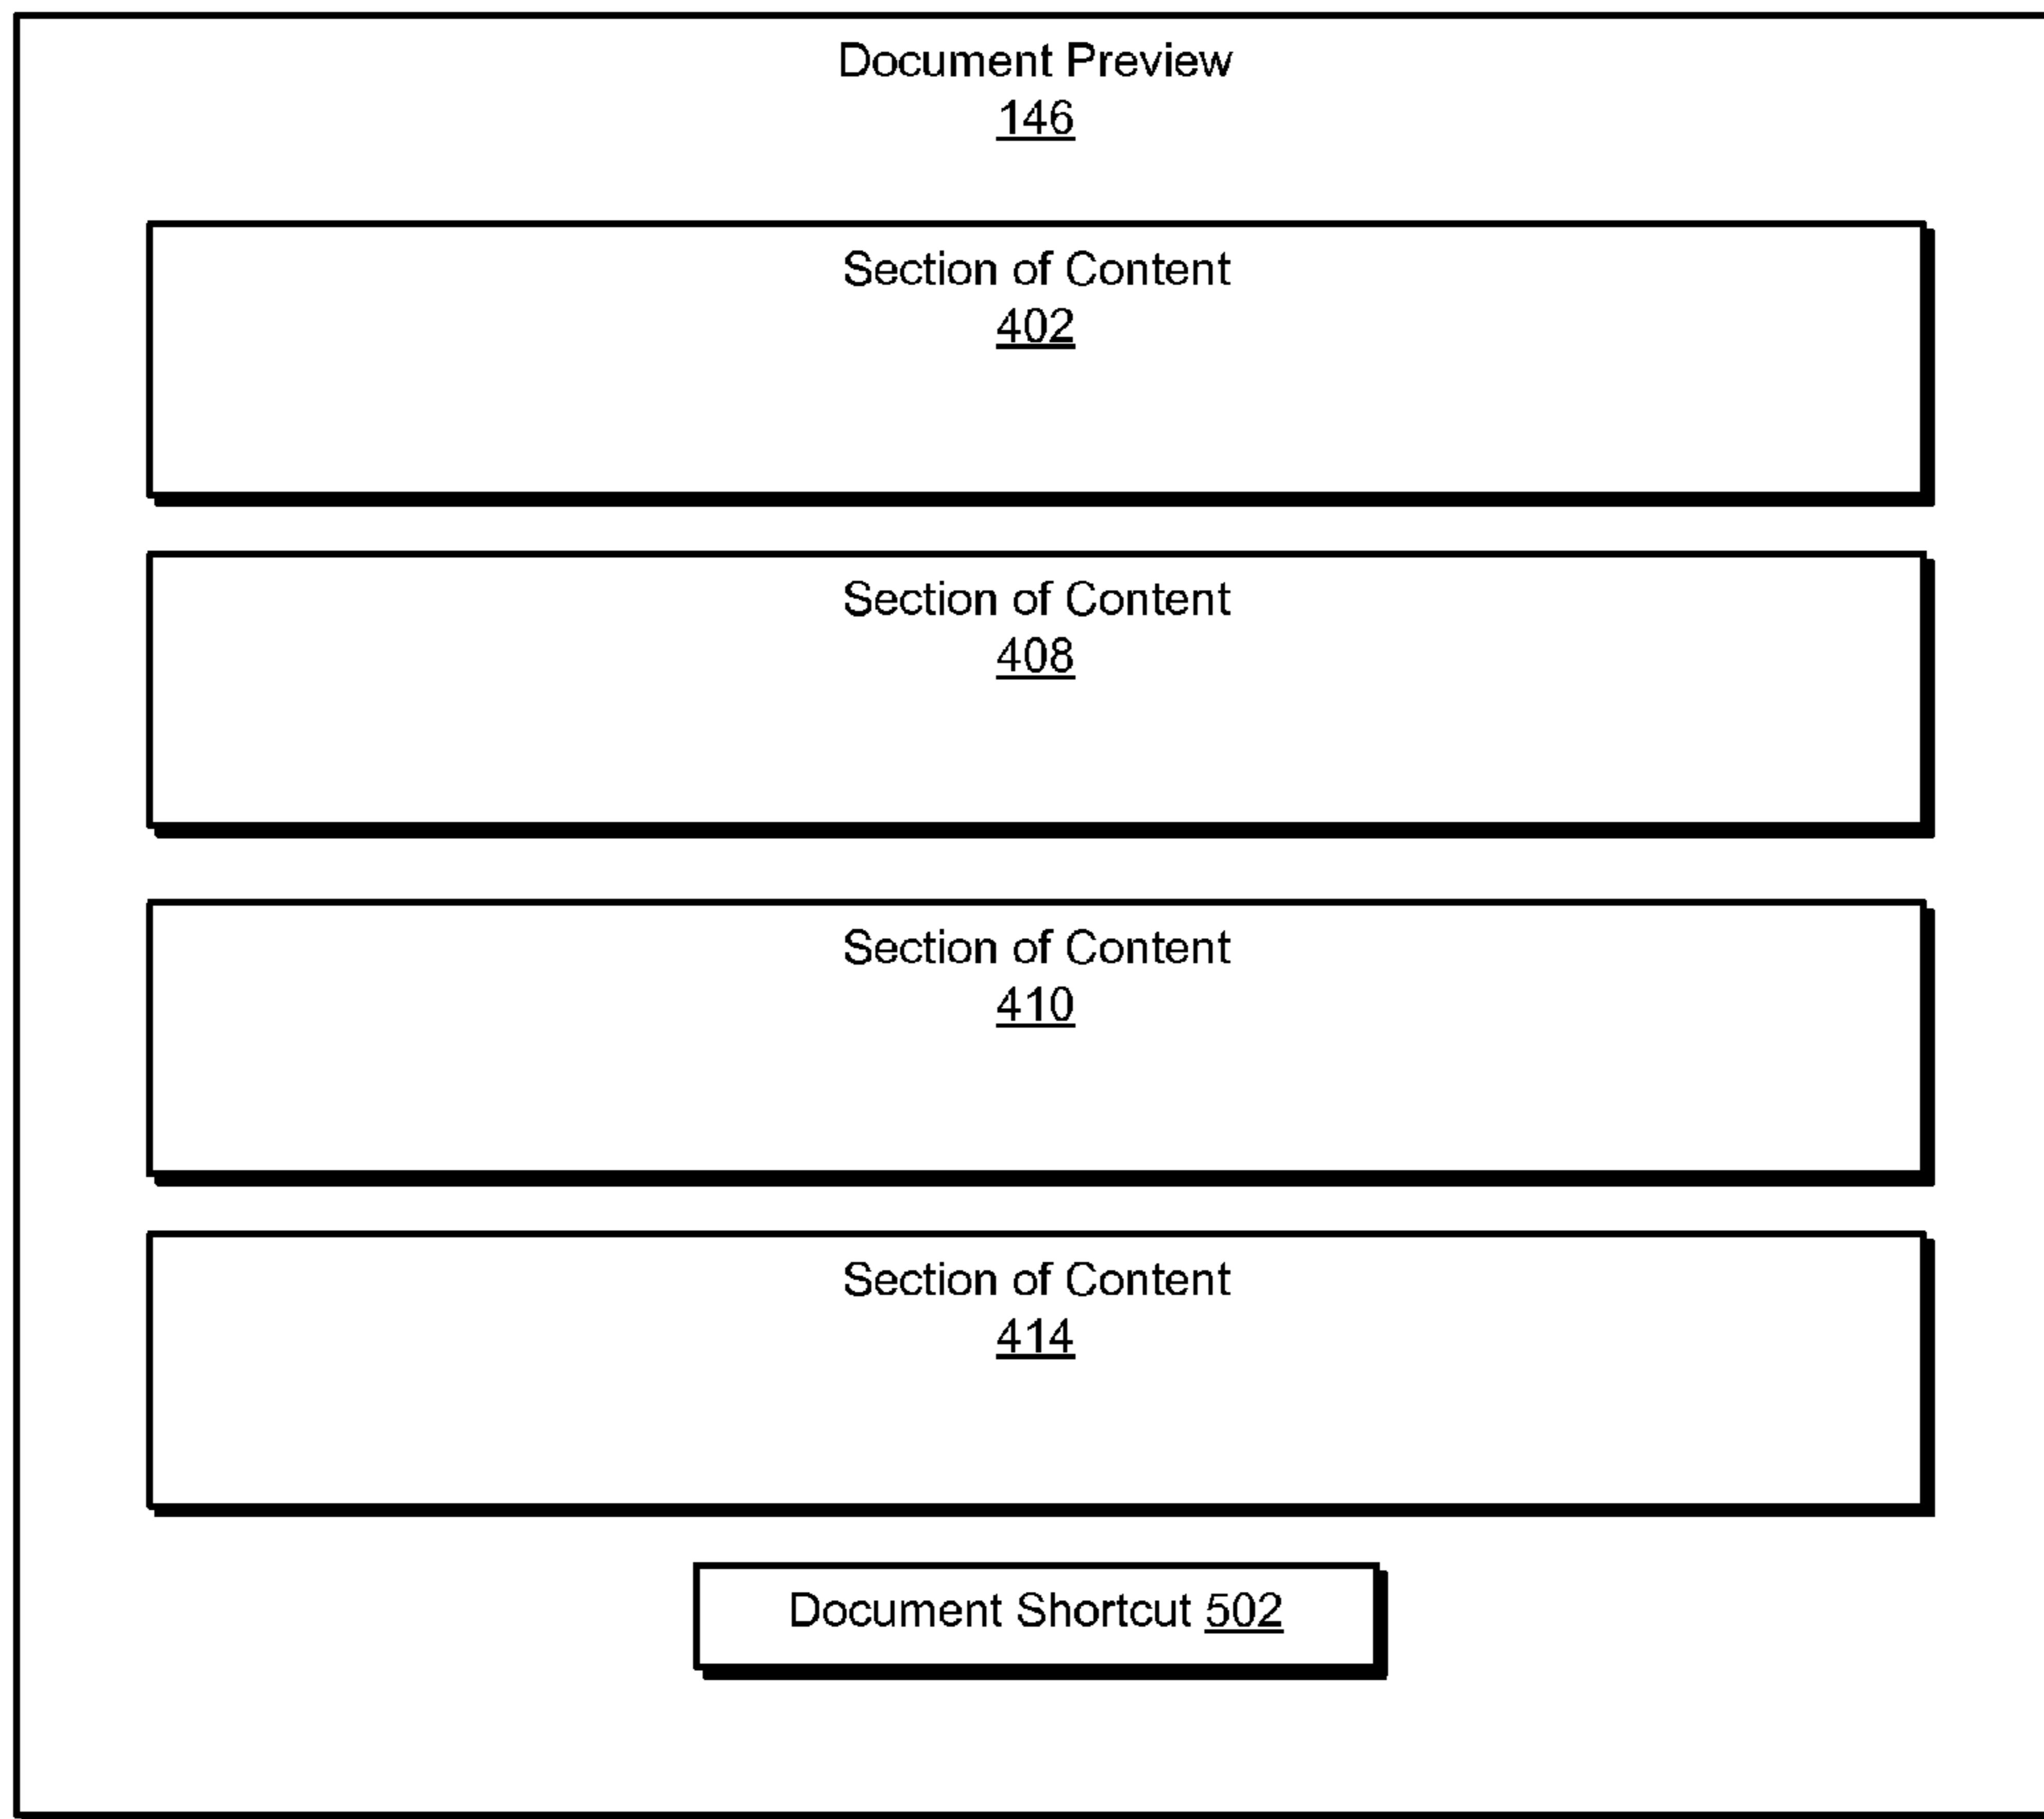 Document Preview
146
Section of Content
402
Section of Content
408
Section of Content
410
Section of Content
414
Document Shortcut 502